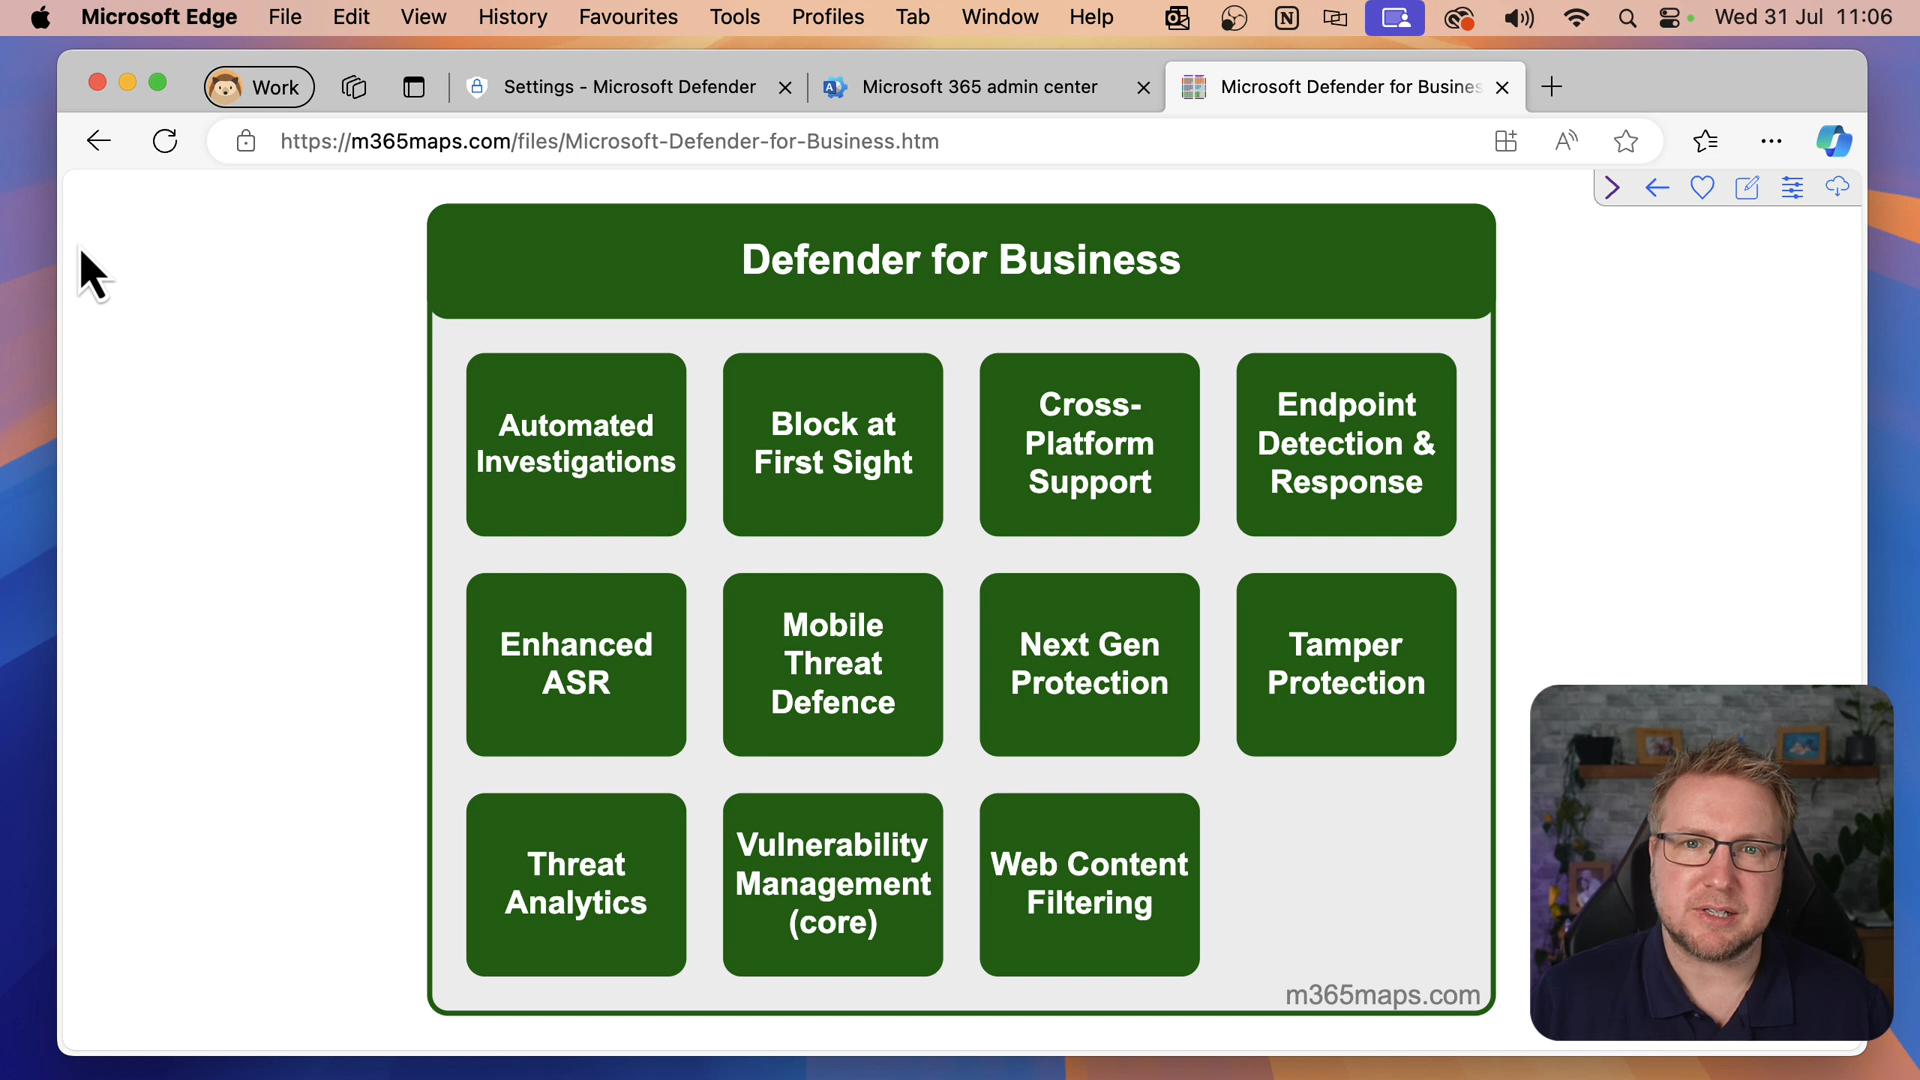 Microsoft Edge File Edit View History Favourites Tools Profiles Tab Window Help Wed 31 Jul 11:06
Work Settings - Microsoft Defender Microsoft 365 admin center Microsoft Defender for Busines
https://m365maps.com/files/Microsoft-Defender-for-Business.htm
Defender for Business
Automated
Investigations
Block at
First Sight
Cross-
Platform
Support
Endpoint
Detection &
Response
Enhanced
ASR
Mobile
Threat
Defence
Next Gen
Protection
Tamper
Protection
Threat
Analytics
Vulnerability
Management
(core)
Web Content
Filtering
m365maps.com